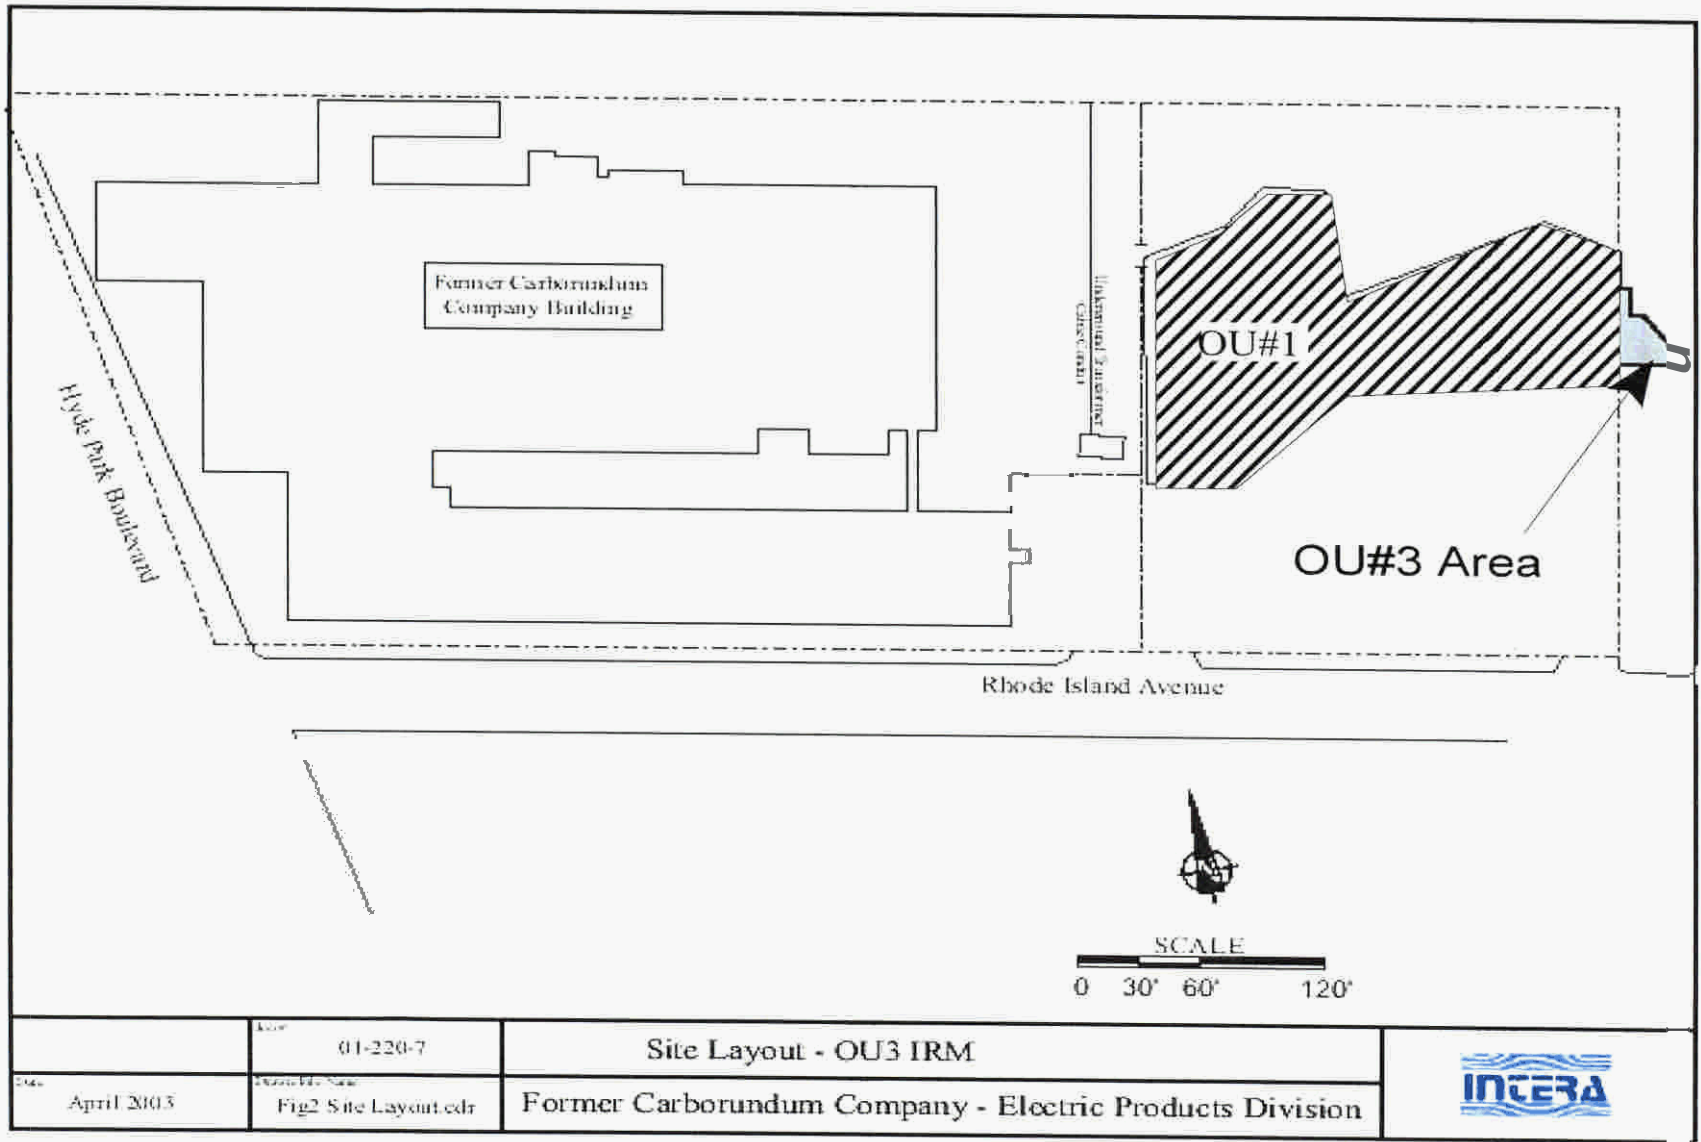 Former Carborundum
Company Building
OU#1
Hyde Park Boulevard
OU#3 Area
Rhode Island Avenue
SCALE
0 30' 60' 120'
01-220-7
Site Layout - OU3 IRM
April 2003
Fig2 Site Layout.cdr
Former Carborundum Company - Electric Products Division
INTERA